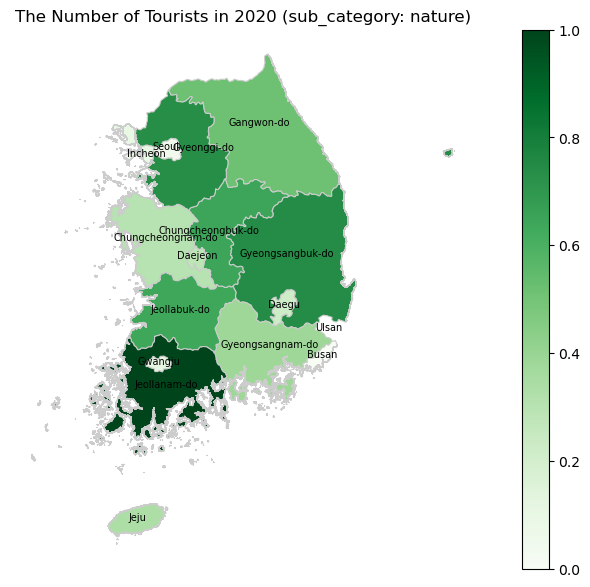 The Number of Tourists in 2020 (sub_category: nature)
1.0
Gangwon-do
Seoul
Gyeonggi-do
Incheon
0.8
Chungcheongbuk-do
Chungcheongnam-do
Daejeon
Gyeongsangbuk-do
0.6
Daegu
Jeollabuk-do
Ulsan
Gyeongsangnam-do
Busan
0.4
Gwangju
Jeollanam-do
0.2
Jeju
0.0